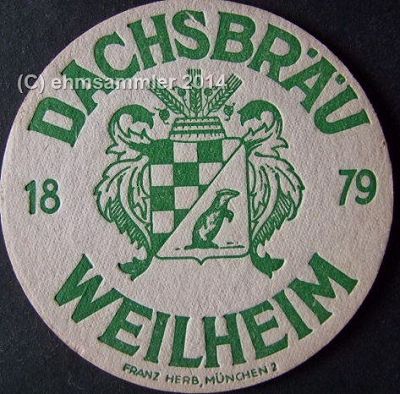 DACHSBRÄU
(C) ehmsammler 2014
18 79
WEILHEIM
FRANZ HERB, MÜNCHEN 2